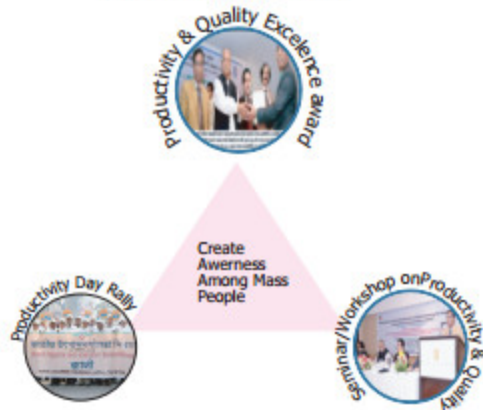 Productivity & Quality Excelence award
Create
Awerness
Among Mass
People
Productivity Day Rally
Seminar/Workshop onProductivity & Quality